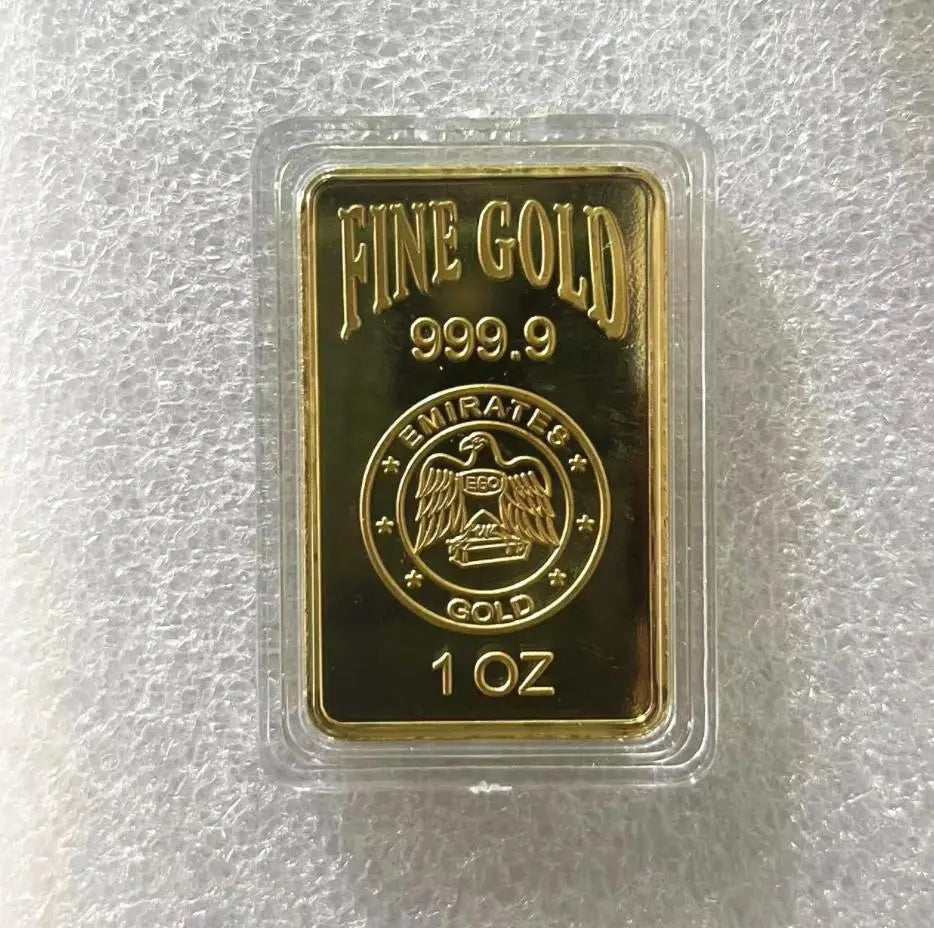 FINE GOLD
999.9
EMIRATES
EGO
GOLD
1 OZ